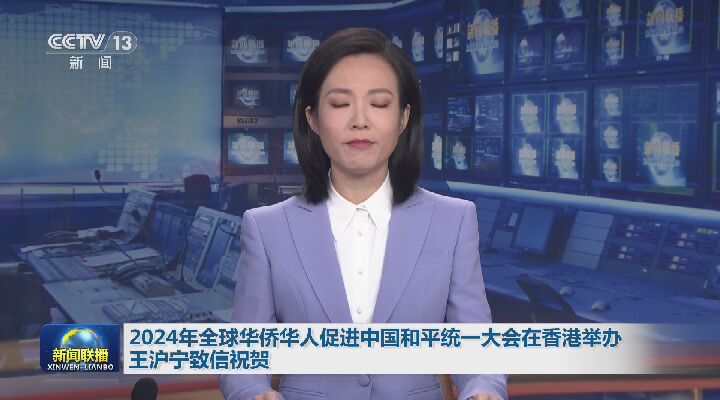 CCTV 13
新闻
2024年全球华侨华人促进中国和平统一大会在香港举办
王沪宁致信祝贺
新闻联播
XINWEN-LIANBO